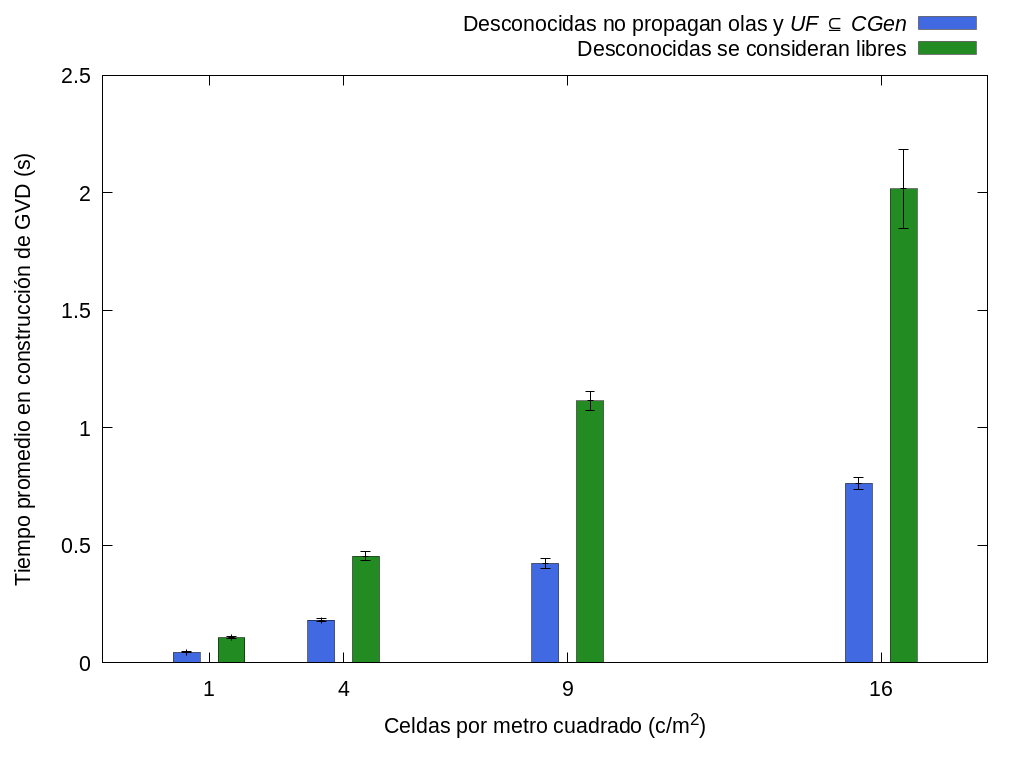 Desconocidas no propagan olas y UF ⊆ CGen
Desconocidas se consideran libres
2.5
2
1.5
1
0.5
0
Tiempo promedio en construcción de GVD (s)
1 4 9 16
Celdas por metro cuadrado (c/m²)